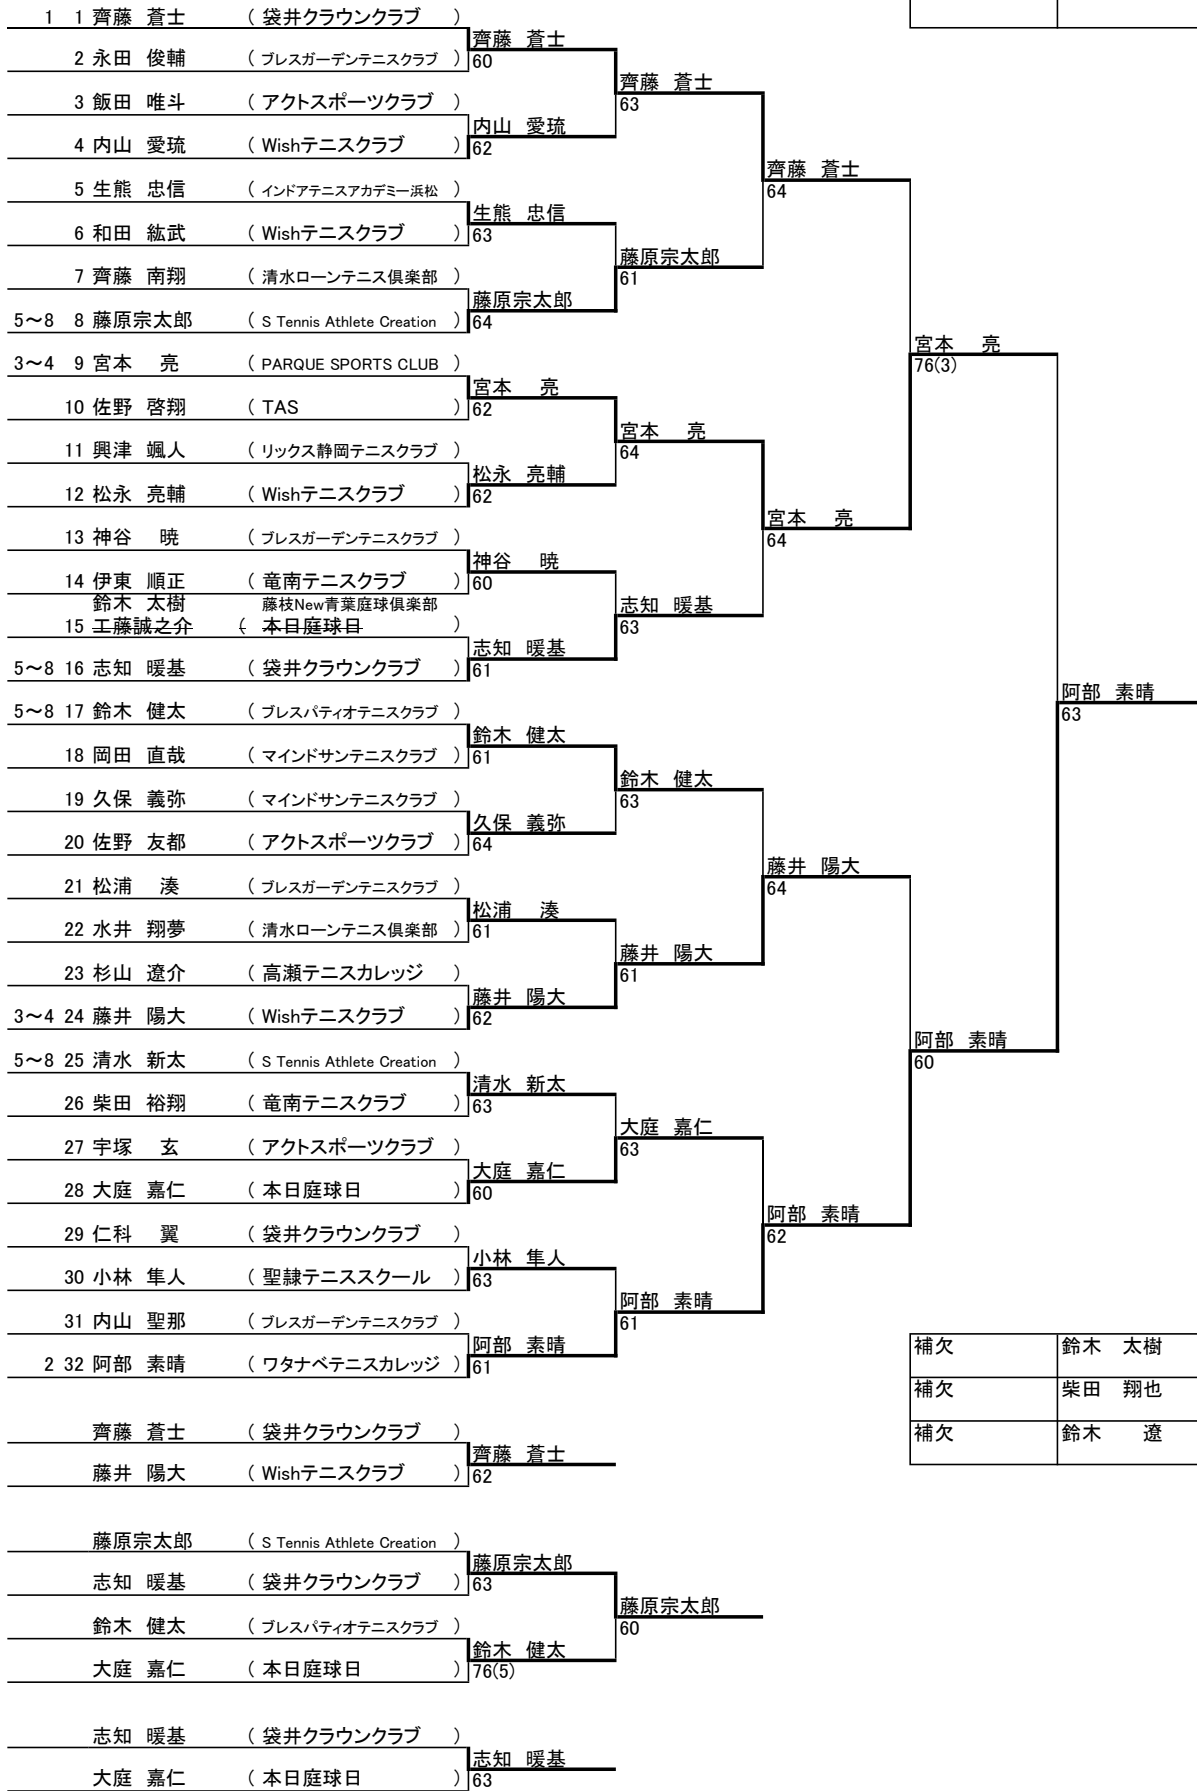 1 1 齊藤 蒼士 ( 袋井クラウンクラブ )
齊藤 蒼士
2 永田 俊輔 ( ブレスガーデンテニスクラブ ) 60
齊藤 蒼士
3 飯田 唯斗 ( アクトスポーツクラブ ) 63
内山 愛琉
4 内山 愛琉 ( Wishテニスクラブ ) 62
齊藤 蒼士
5 生熊 忠信 ( インドアテニスアカデミー浜松 ) 64
生熊 忠信
6 和田 紘武 ( Wishテニスクラブ ) 63
藤原宗太郎
7 齊藤 南翔 ( 清水ローンテニス倶楽部 ) 61
藤原宗太郎
5～8 8 藤原宗太郎 ( S Tennis Athlete Creation ) 64
宮本 亮
3～4 9 宮本 亮 ( PARQUE SPORTS CLUB ) 76(3)
宮本 亮
10 佐野 啓翔 ( TAS ) 62
宮本 亮
11 興津 颯人 ( リックス静岡テニスクラブ ) 64
松永 亮輔
12 松永 亮輔 ( Wishテニスクラブ ) 62
宮本 亮
13 神谷 暁 ( ブレスガーデンテニスクラブ ) 64
神谷 暁
14 伊東 順正 ( 竜南テニスクラブ ) 60
鈴木 太樹 藤枝New青葉庭球倶楽部
志知 暖基
15 工藤誠之介 ( 本日庭球日 ) 63
志知 暖基
5～8 16 志知 暖基 ( 袋井クラウンクラブ ) 61
阿部 素晴
5～8 17 鈴木 健太 ( ブレスパティオテニスクラブ ) 63
鈴木 健太
18 岡田 直哉 ( マインドサンテニスクラブ ) 61
鈴木 健太
19 久保 義弥 ( マインドサンテニスクラブ ) 63
久保 義弥
20 佐野 友都 ( アクトスポーツクラブ ) 64
藤井 陽大
21 松浦 湊 ( ブレスガーデンテニスクラブ ) 64
松浦 湊
22 水井 翔夢 ( 清水ローンテニス倶楽部 ) 61
藤井 陽大
23 杉山 遼介 ( 高瀬テニスカレッジ ) 61
藤井 陽大
3～4 24 藤井 陽大 ( Wishテニスクラブ ) 62
阿部 素晴
5～8 25 清水 新太 ( S Tennis Athlete Creation ) 60
清水 新太
26 柴田 裕翔 ( 竜南テニスクラブ ) 63
大庭 嘉仁
27 宇塚 玄 ( アクトスポーツクラブ ) 63
大庭 嘉仁
28 大庭 嘉仁 ( 本日庭球日 ) 60
阿部 素晴
29 仁科 翼 ( 袋井クラウンクラブ ) 62
小林 隼人
30 小林 隼人 ( 聖隷テニススクール ) 63
阿部 素晴
31 内山 聖那 ( ブレスガーデンテニスクラブ ) 61
阿部 素晴
2 32 阿部 素晴 ( ワタナベテニスカレッジ ) 61
補欠 鈴木 太樹
補欠 柴田 翔也
補欠 鈴木 遼
齊藤 蒼士 ( 袋井クラウンクラブ )
齊藤 蒼士
藤井 陽大 ( Wishテニスクラブ ) 62
藤原宗太郎 ( S Tennis Athlete Creation )
藤原宗太郎
志知 暖基 ( 袋井クラウンクラブ ) 63
藤原宗太郎
鈴木 健太 ( ブレスパティオテニスクラブ ) 60
鈴木 健太
大庭 嘉仁 ( 本日庭球日 ) 76(5)
志知 暖基 ( 袋井クラウンクラブ )
志知 暖基
大庭 嘉仁 ( 本日庭球日 ) 63